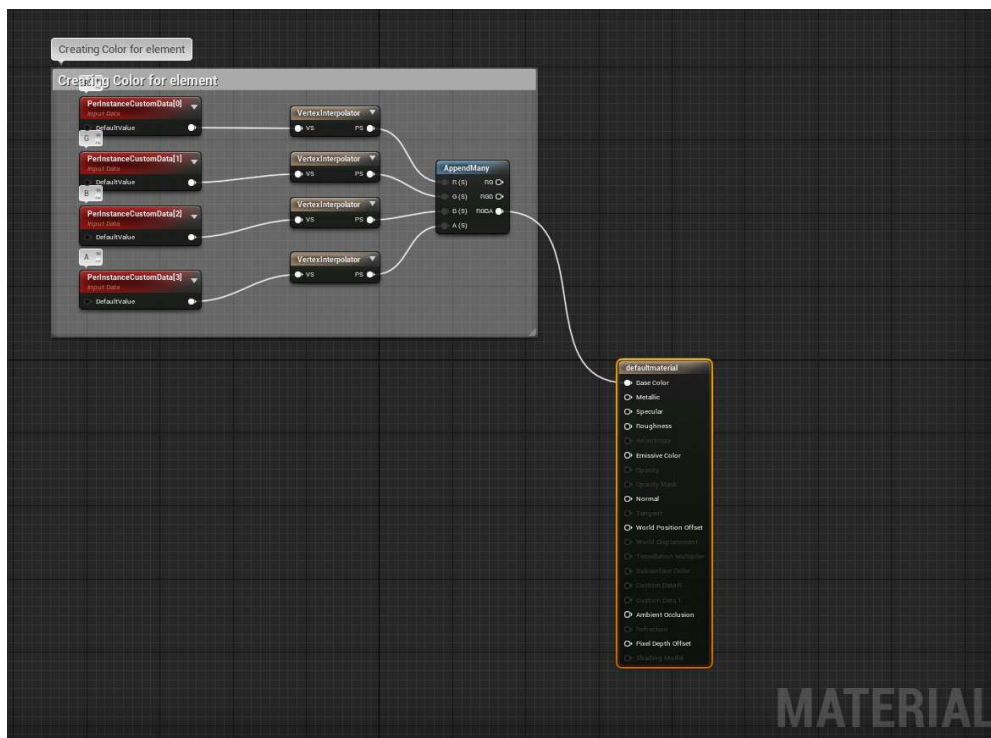 Creating Color for element
Creating Color for element
PerInstanceCustomData[0]
Input Data
DefaultValue
VertexInterpolator
VS PS
G
PerInstanceCustomData[1]
Input Data
DefaultValue
VertexInterpolator
VS PS
B
PerInstanceCustomData[2]
Input Data
DefaultValue
VertexInterpolator
VS PS
A
PerInstanceCustomData[3]
Input Data
DefaultValue
VertexInterpolator
VS PS
AppendMany
R (S) RG
G (S) RGB
B (S) RGBA
A (S)
defaultmaterial
Base Color
Metallic
Specular
Roughness
Anisotropy
Emissive Color
Opacity
Opacity Mask
Normal
Tangent
World Position Offset
World Displacement
Tessellation Multiplier
Subsurface Color
Custom Data 0
Custom Data 1
Ambient Occlusion
Refraction
Pixel Depth Offset
Shading Model
MATERIAL